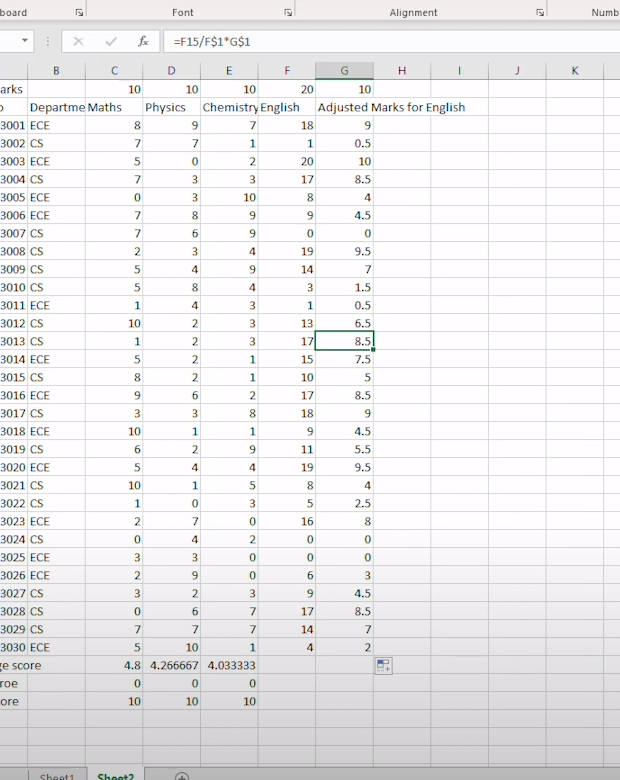 board Font Alignment Numb
fx =F15/F$1*G$1
B C D E F G H I J K
arks 10 10 10 20 10
o Departme Maths Physics Chemistry English Adjusted Marks for English
3001 ECE 8 9 7 18 9
3002 CS 7 7 1 1 0.5
3003 ECE 5 0 2 20 10
3004 CS 7 3 3 17 8.5
3005 ECE 0 3 10 8 4
3006 ECE 7 8 9 9 4.5
3007 CS 7 6 9 0 0
3008 CS 2 3 4 19 9.5
3009 CS 5 4 9 14 7
3010 CS 5 8 4 3 1.5
3011 ECE 1 4 3 1 0.5
3012 CS 10 2 3 13 6.5
3013 CS 1 2 3 17 8.5
3014 ECE 5 2 1 15 7.5
3015 CS 8 2 1 10 5
3016 ECE 9 6 2 17 8.5
3017 CS 3 3 8 18 9
3018 ECE 10 1 1 9 4.5
3019 CS 6 2 9 11 5.5
3020 ECE 5 4 4 19 9.5
3021 CS 10 1 5 8 4
3022 CS 1 0 3 5 2.5
3023 ECE 2 7 0 16 8
3024 CS 0 4 2 0 0
3025 ECE 3 3 0 0 0
3026 ECE 2 9 0 6 3
3027 CS 3 2 3 9 4.5
3028 CS 0 6 7 17 8.5
3029 CS 7 7 7 14 7
3030 ECE 5 10 1 4 2
ge score 4.8 4.266667 4.033333
roe 0 0 0
ore 10 10 10
Sheet1 Sheet2